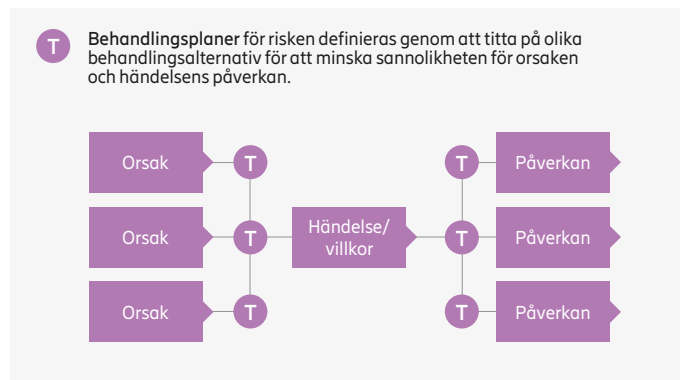 T
Behandlingsplaner för risken definieras genom att titta på olika
behandlingsalternativ för att minska sannolikheten för orsaken
och händelsens påverkan.
Orsak
T
T
Påverkan
Orsak
T
Händelse/
villkor
T
Påverkan
Orsak
T
T
Påverkan